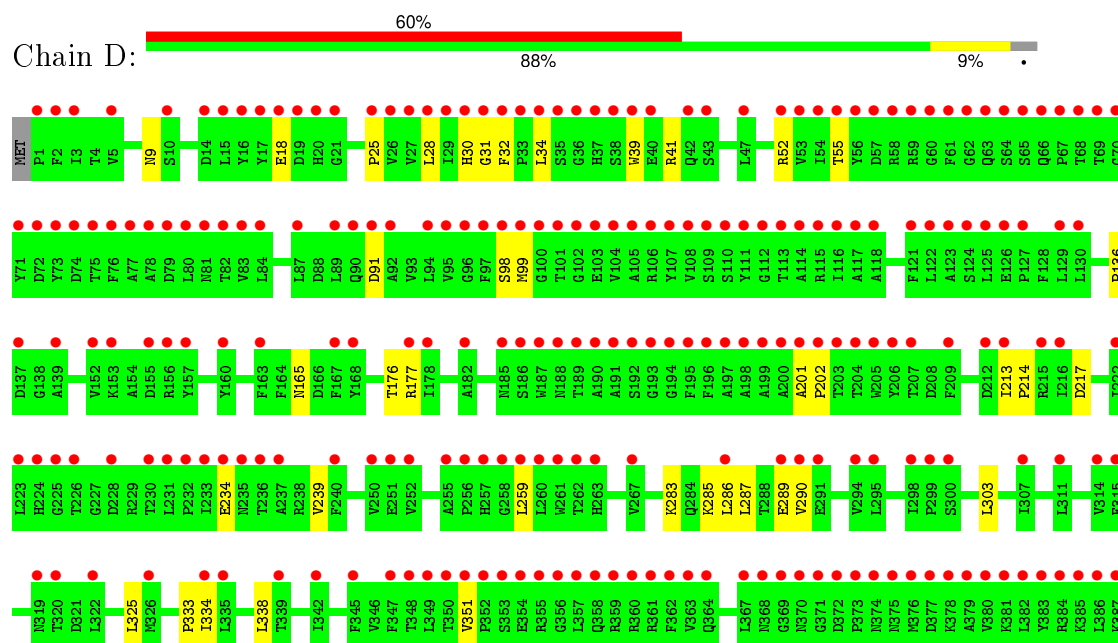 60%
Chain D:
88% 9% •
MET P1 F2 I3 T4 V5 N9 S10 D14 L15 Y16 Y17 E18 D19 H20 G21 P25 V26 V27 L28 I29 H30 G31 F32 P33 L34 S35 G36 H37 S38 W39 E40 R41 Q42 S43 L47 R52 V53 I54 T55 Y56 D57 R58 R59 G60 F61 G62 Q63 S64 S65 Q66 P67 T68 T69
Y71 D72 Y73 D74 T75 F76 A77 A78 D79 L80 N81 T82 V83 L84 L87 D88 L89 Q90 D91 A92 V93 L94 V95 G96 F97 S98 M99 G100 T101 G102 E103 V104 A105 R106 Y107 V108 S109 S110 Y111 G112 T113 A114 R115 I116 A117 A118 F121 L122 A123 S124 L125 E126 P127 F128 L129 L130
D137 G138 A139 V152 K153 A154 D155 R156 Y157 Y160 F163 F164 N165 D166 F167 Y168 T176 R177 I178 A182 N185 S186 W187 N188 T189 A190 A191 S192 G193 G194 F195 F196 A197 A198 A199 A200 A201 P202 T203 T204 W205 Y206 T207 D208 F209 D212 I213 P214 R215 I216 D217
L223 H224 G225 T226 G227 D228 R229 T230 L231 P232 I233 E234 N235 T236 A237 R238 V239 F240 V250 E251 V252 A255 P256 H257 G258 L259 L260 W261 T262 H263 V267 K283 Q284 K285 L286 L287 T288 E289 V290 E291 V294 L295 I298 P299 S300 L303 I307 L311 V314
N319 T320 D321 L322 L325 M326 P333 I334 L335 L338 T339 I342 F345 V346 F347 T348 L349 T350 V351 P352 S353 E354 R355 G356 L357 Q358 R359 R360 R361 F362 V363 Q364 L367 N368 G369 N370 G371 D372 P373 N374 N375 M376 D377 K378 A379 V380 K381 L382 Y383 R384 K385 L386 L387